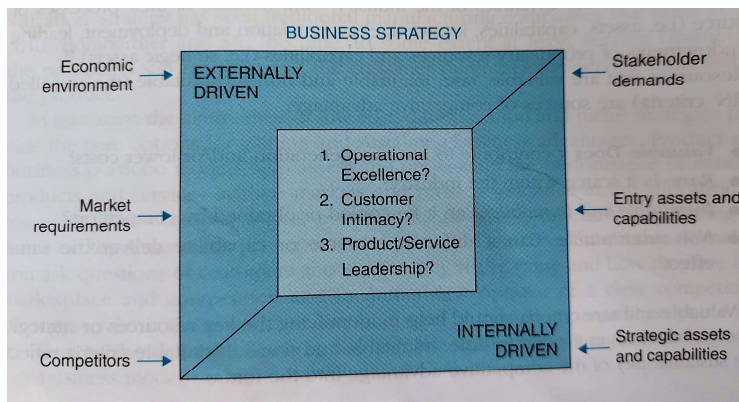 BUSINESS STRATEGY
Economic
environment
EXTERNALLY
DRIVEN
Stakeholder
demands
1. Operational
Excellence?
2. Customer
Intimacy?
3. Product/Service
Leadership?
Market
requirements
Entry assets and
capabilities
INTERNALLY
DRIVEN
Competitors
Strategic assets
and capabilities